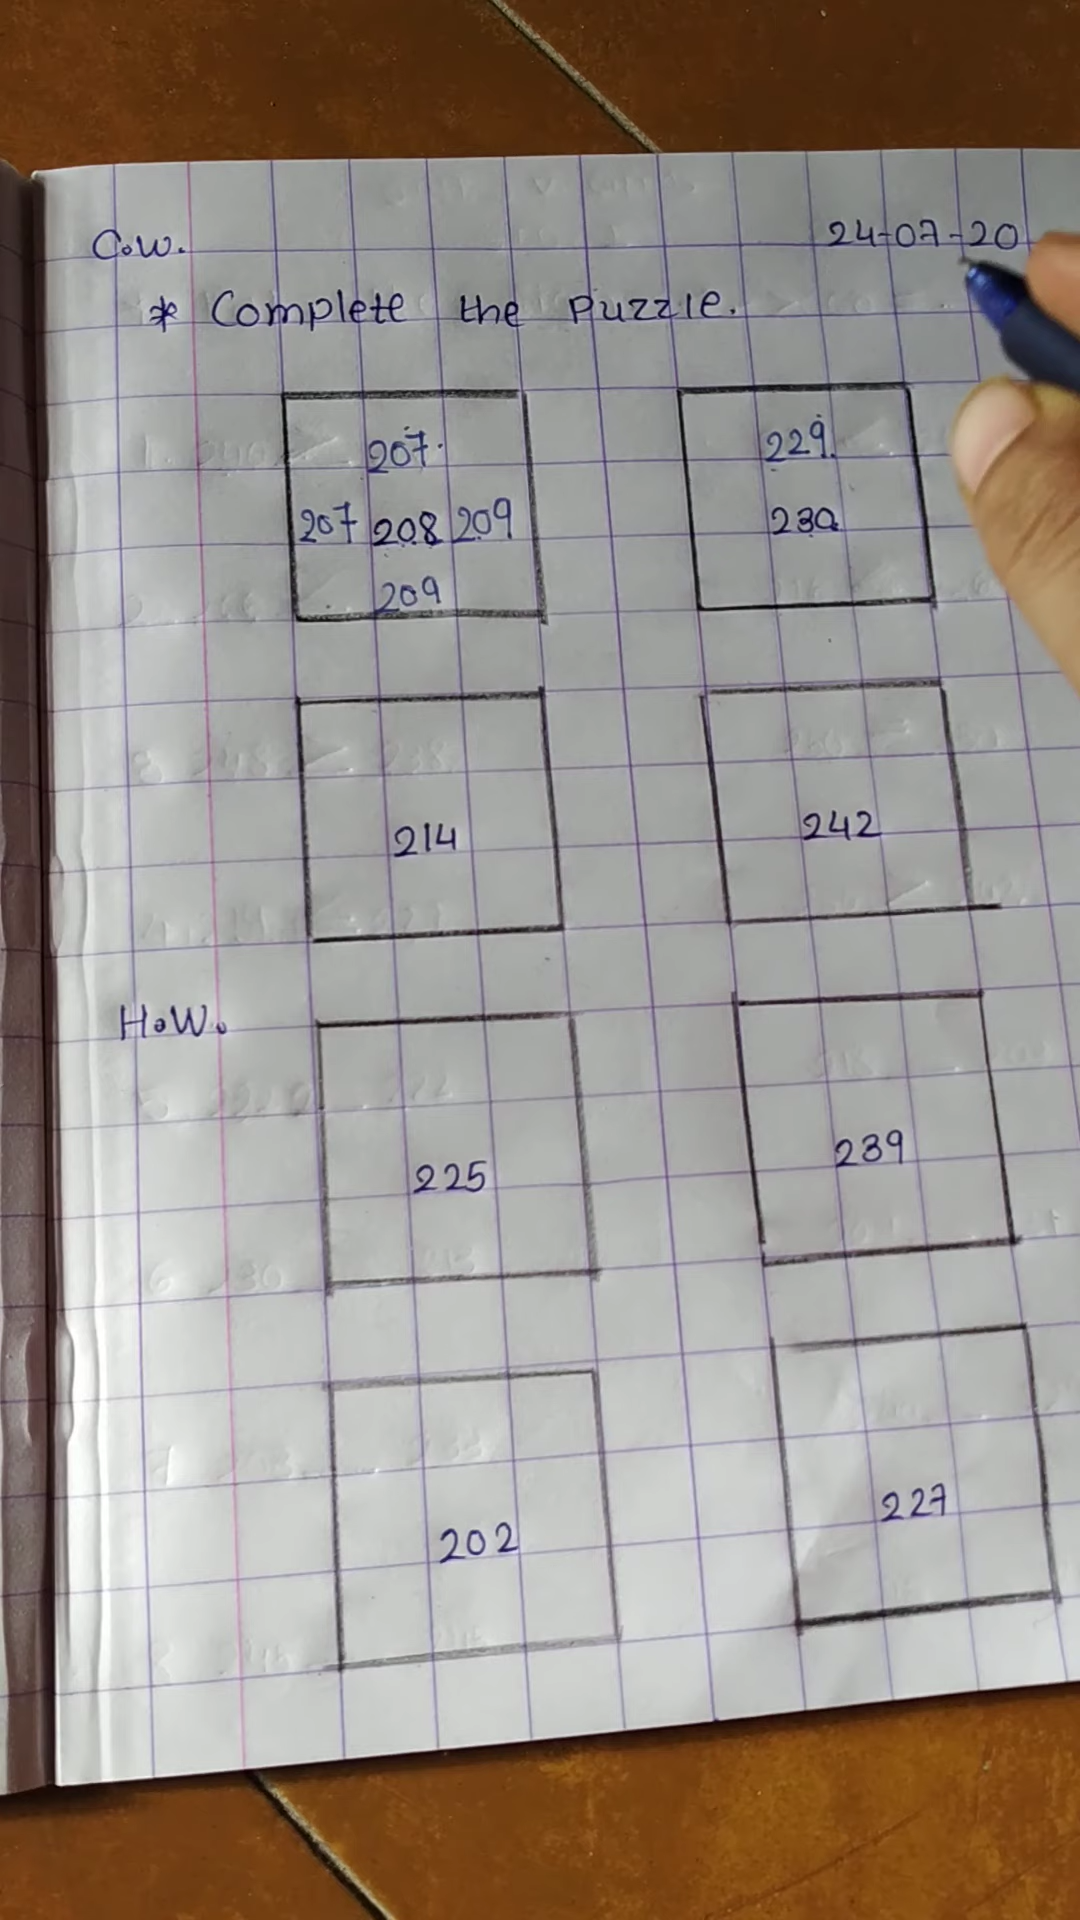 C.W. 24-07-20
* Complete the Puzzle.
207 229
207 208 209 230
209
214 242
H.W.
225 239
202 227